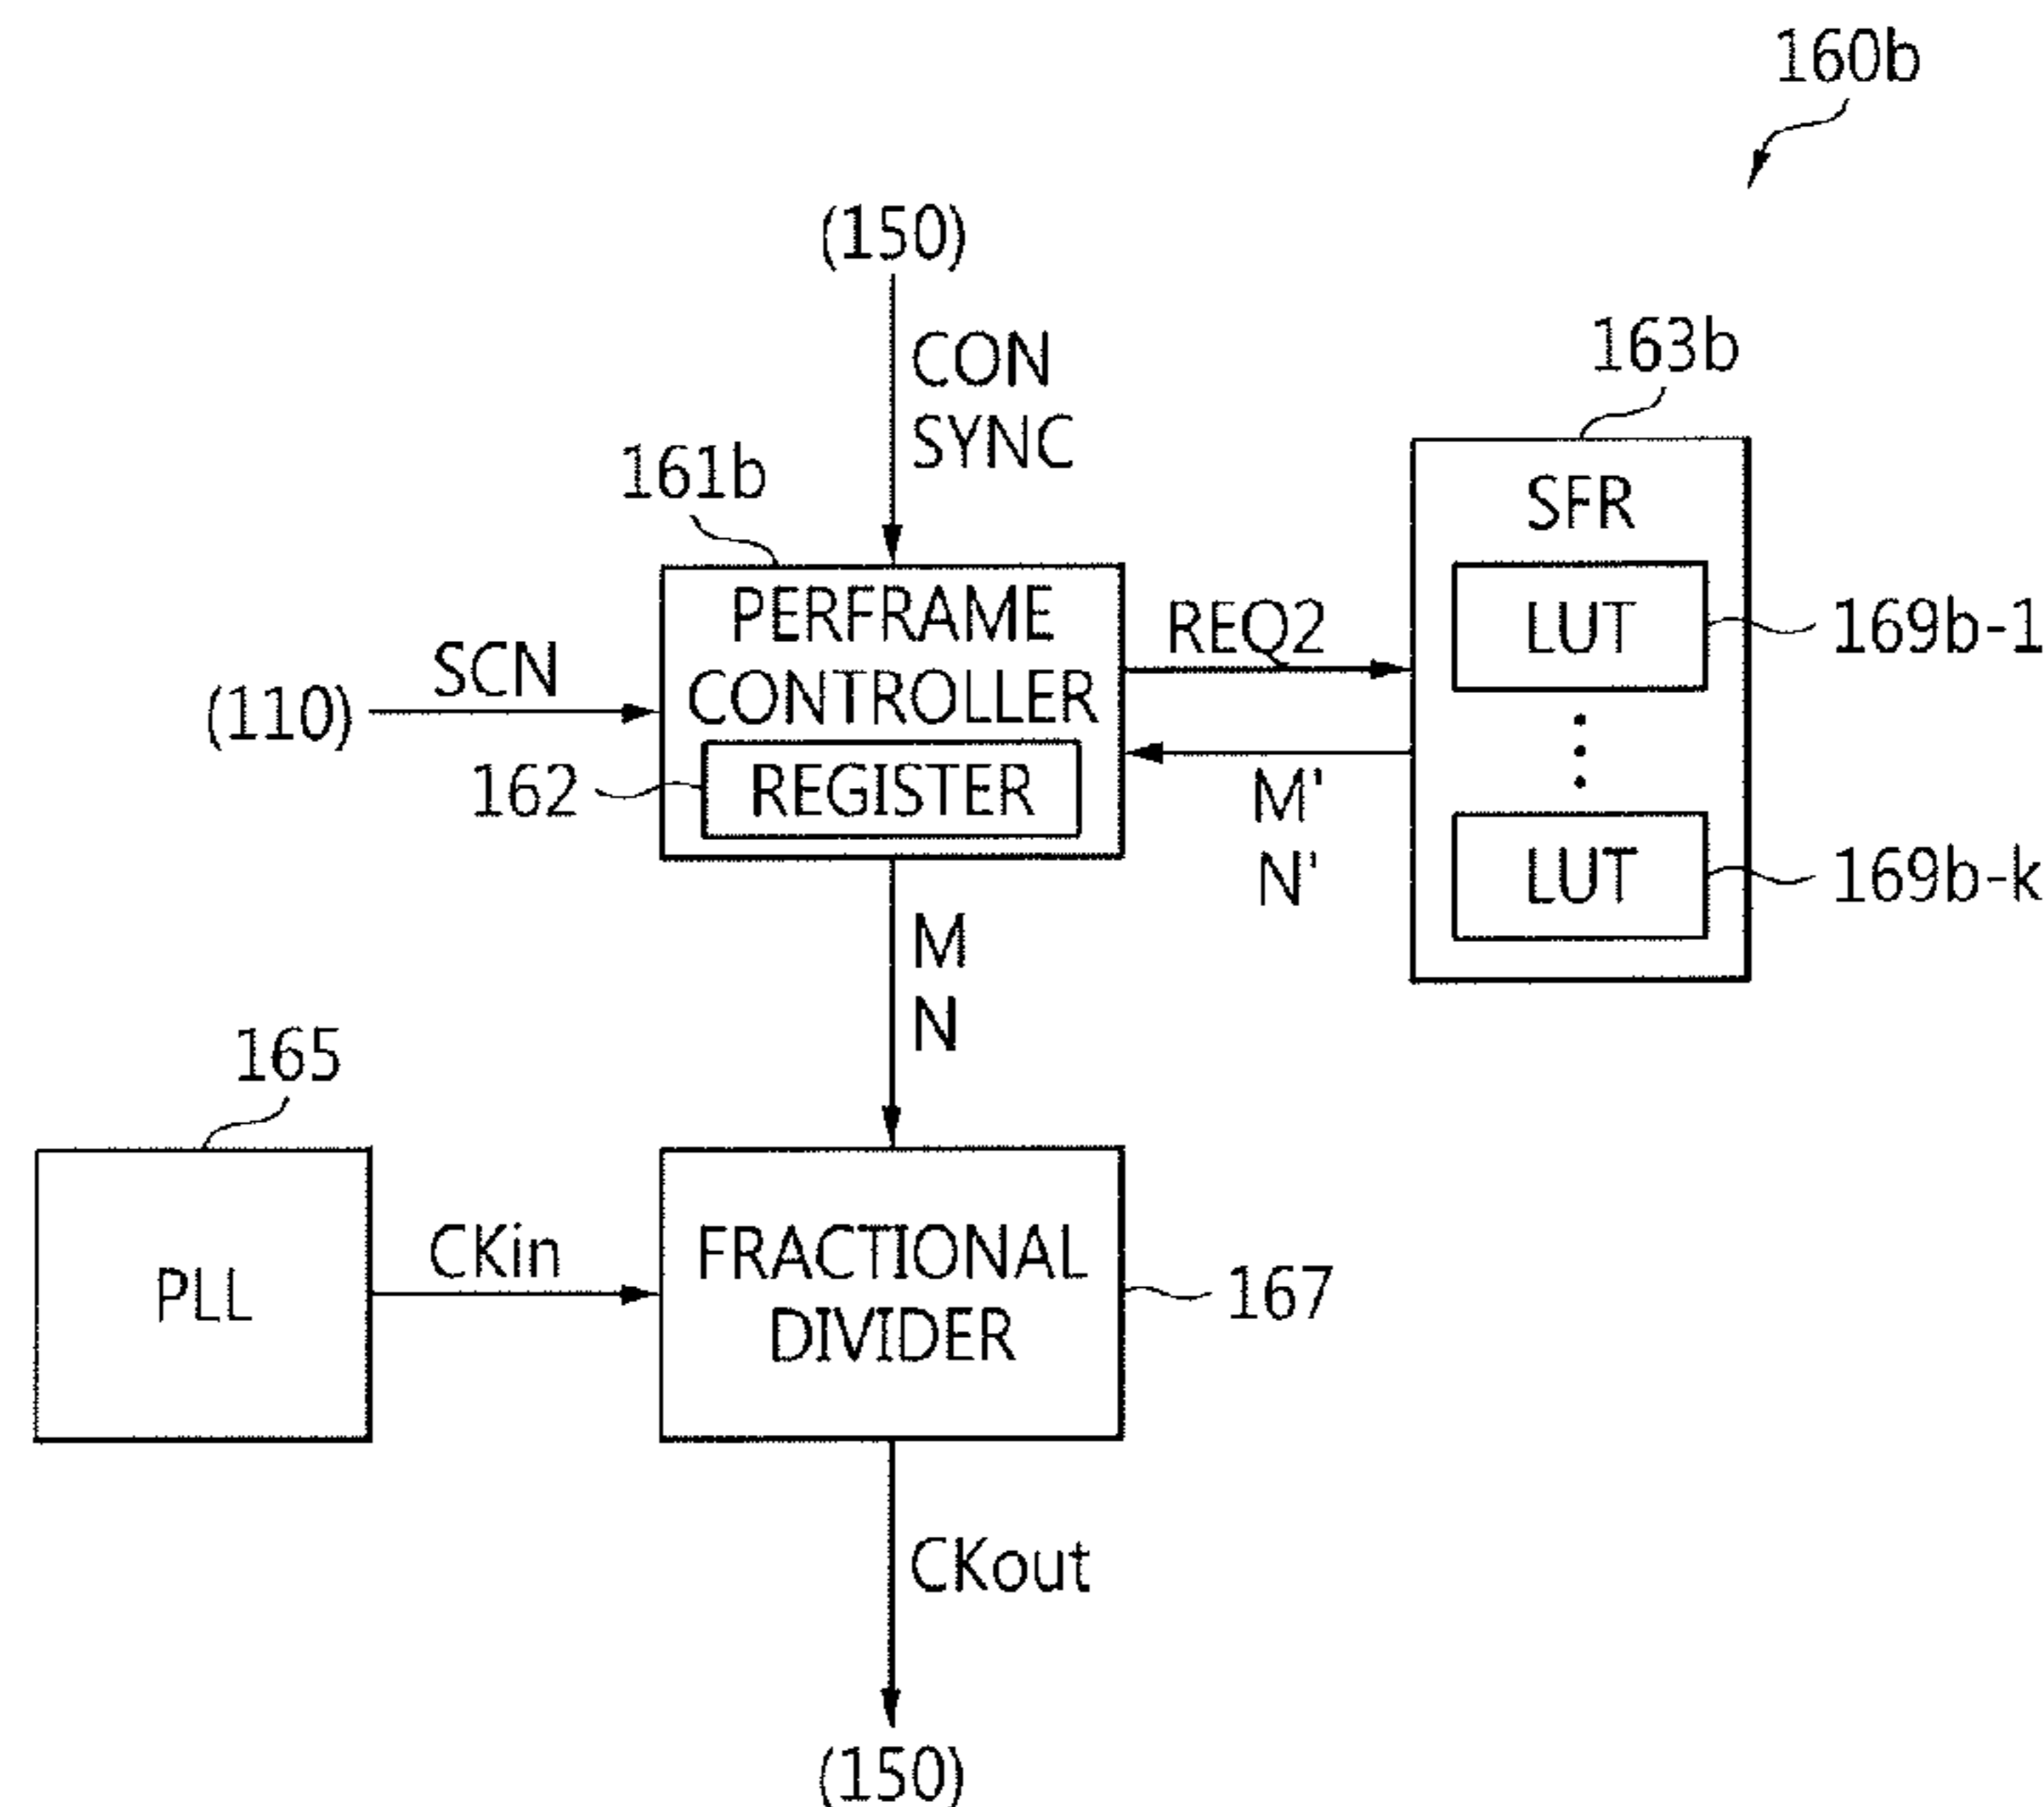 160b
(150)
CON
SYNC
163b
161b
SFR
PERFRAME
CONTROLLER
REGISTER
162
SCN
(110)
REQ2
M'
N'
LUT
169b-1
LUT
169b-k
M
N
165
PLL
CKin
FRACTIONAL
DIVIDER
167
CKout
(150)